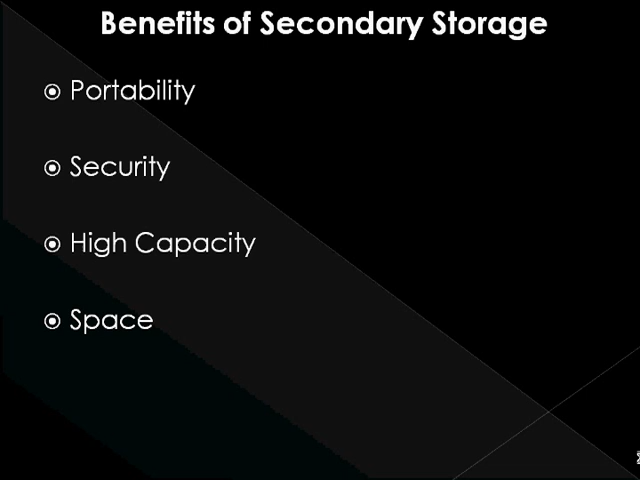 Benefits of Secondary Storage
Portability
Security
High Capacity
Space